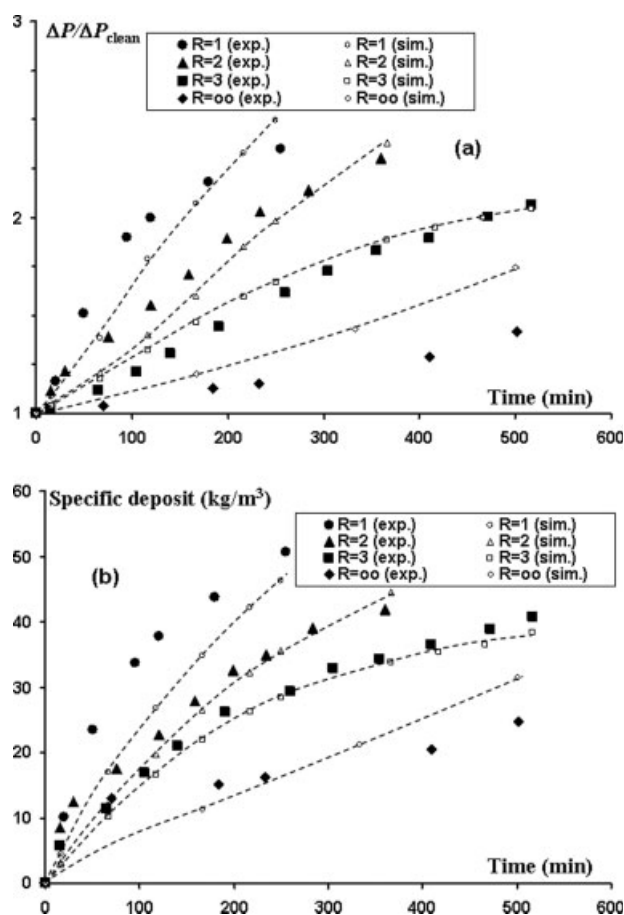 3
ΔP/ΔP_clean
R=1 (exp.) R=1 (sim.)
R=2 (exp.) R=2 (sim.)
R=3 (exp.) R=3 (sim.)
R=oo (exp.) R=oo (sim.)
(a)
2
Time (min)
1
0 100 200 300 400 500 600
60
Specific deposit (kg/m³)
R=1 (exp.) R=1 (sim.)
R=2 (exp.) R=2 (sim.)
R=3 (exp.) R=3 (sim.)
R=oo (exp.) R=oo (sim.)
50
(b)
40
30
20
10
Time (min)
0
0 100 200 300 400 500 600